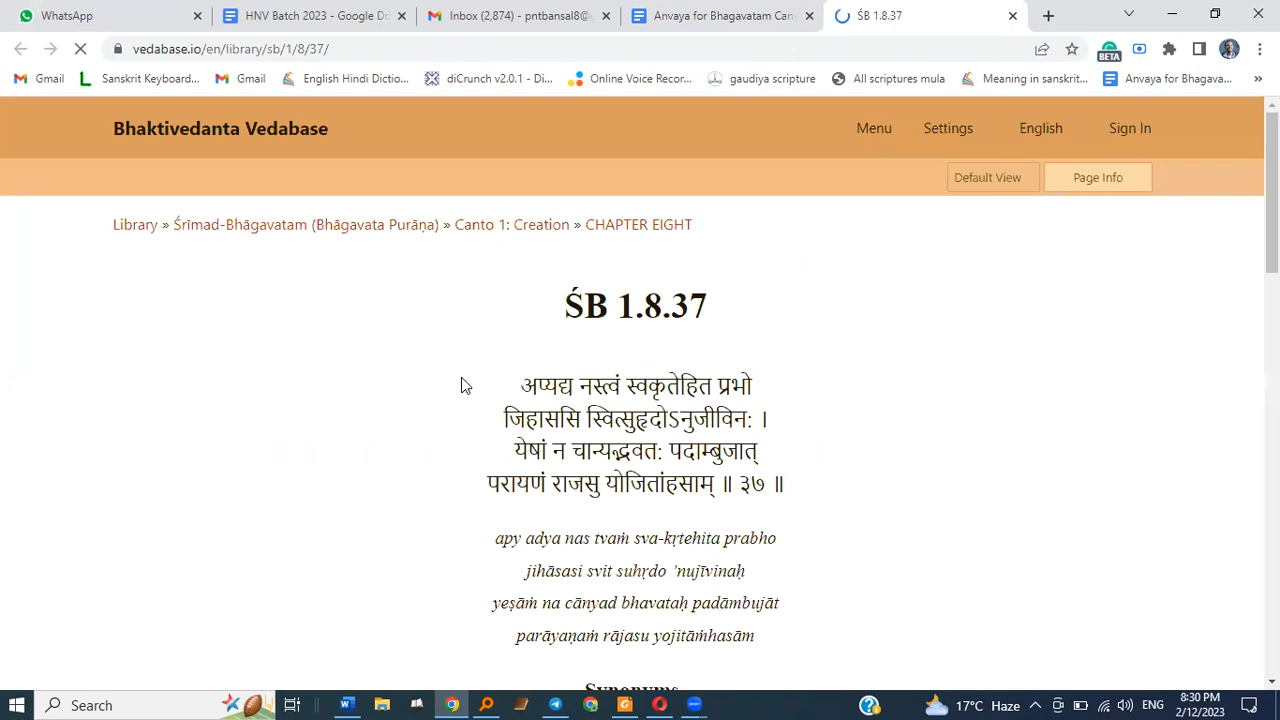 WhatsApp
HNV Batch 2023 - Google Do
Inbox (2,874) - pntbansal8@
Anvaya for Bhagavatam Can
ŚB 1.8.37
vedabase.io/en/library/sb/1/8/37/
BETA
Gmail
Sanskrit Keyboard...
Gmail
English Hindi Dictio...
diCrunch v2.0.1 - Di...
Online Voice Recor...
gaudiya scripture
All scriptures mula
Meaning in sanskrit...
Anvaya for Bhagava...
Bhaktivedanta Vedabase
Menu
Settings
English
Sign In
Default View
Page Info
Library » Śrīmad-Bhāgavatam (Bhāgavata Purāṇa) » Canto 1: Creation » CHAPTER EIGHT
ŚB 1.8.37
अप्यद्य नस्त्वं स्वकृतेहित प्रभो
जिहाससि स्वित्सुहृदोऽनुजीविन: ।
येषां न चान्यद्भवत: पदाम्बुजात्
परायणं राजसु योजितांहसाम् ॥ ३७ ॥
apy adya nas tvaṁ sva-kṛtehita prabho
jihāsasi svit suhṛdo 'nujīvinaḥ
yeṣāṁ na cānyad bhavataḥ padāmbujāt
parāyaṇaṁ rājasu yojitāṁhasām
Synonyms
Search
17°C Haze
ENG
8:30 PM
2/12/2023